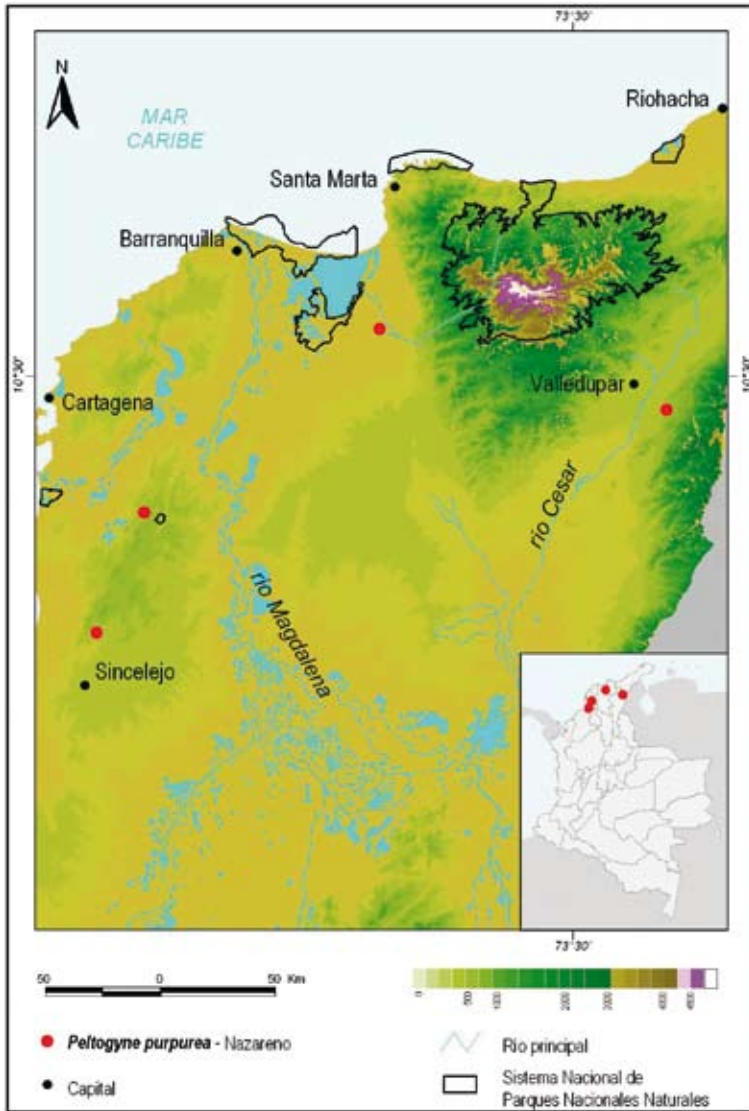 73°30'
N
MAR
CARIBE
Riohacha
Santa Marta
Barranquilla
10°30'
10°30'
Valledupar
Cartagena
río Cesar
río Magdalena
Sincelejo
73°30'
50 0 50 Km
0 500 1000 2000 3000 4000 4500
Peltogyne purpurea - Nazareno
Río principal
Capital
Sistema Nacional de
Parques Nacionales Naturales